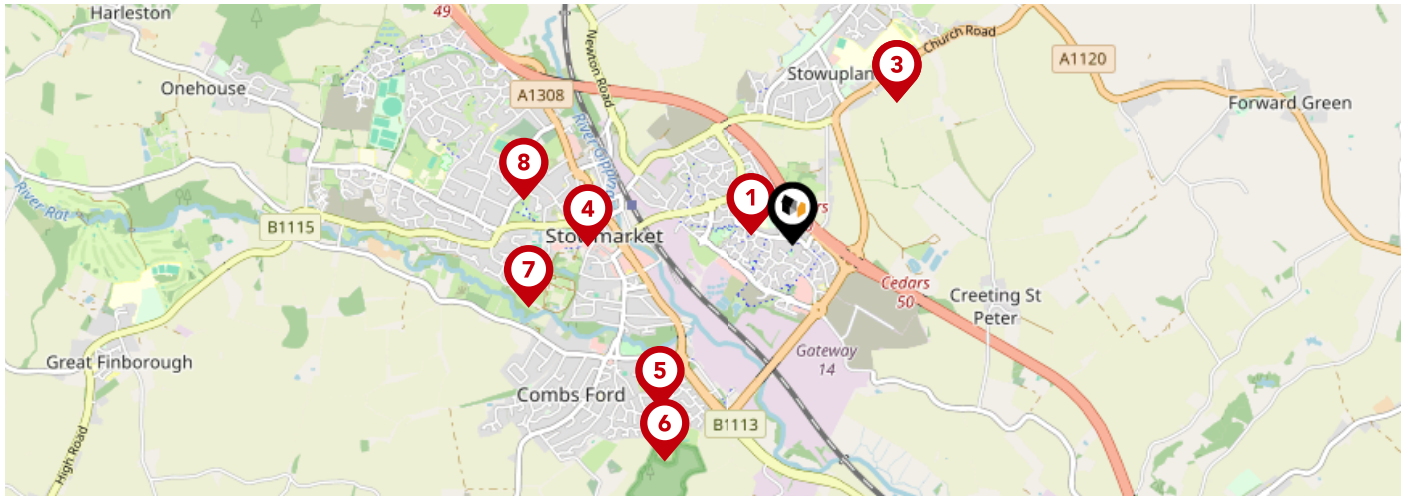 Harleston
49
Church Road
Newton Road
Stowuplan
3
A1120
Onehouse
A1308
Forward Green
River Gipping
8
1
rs
River Rat
4
B1115
Stowmarket
7
Cedars
50
Creeting St
Peter
Great Finborough
Gateway
14
5
Combs Ford
6
B1113
High Road